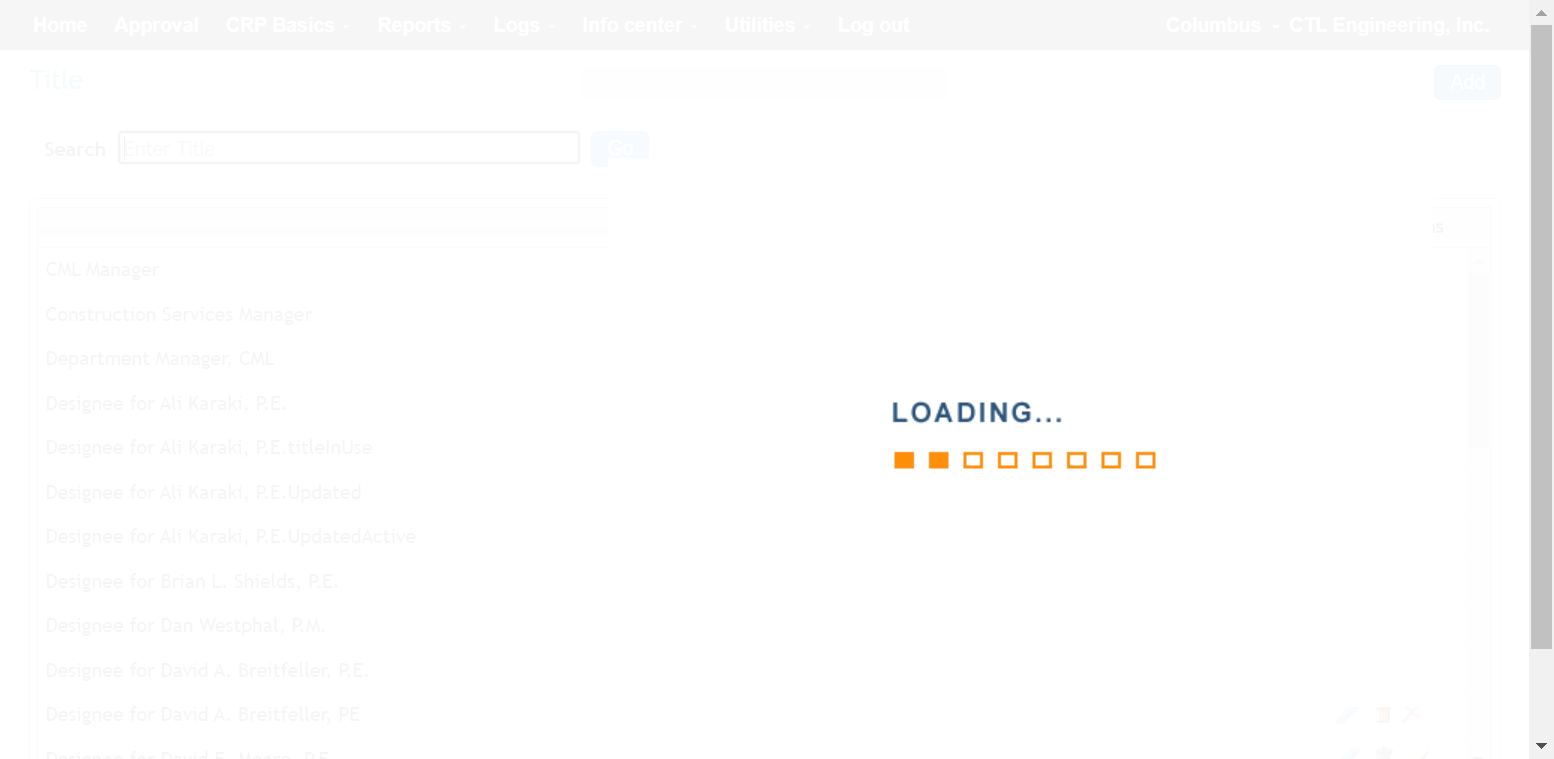 Home Approval CRP Basics Reports Logs Info center Utilities Log out Columbus - CTL Engineering, Inc.
Title Add
Search Enter Title Go
CML Manager
Construction Services Manager
Department Manager, CML
Designee for Ali Karaki, P.E.
LOADING...
Designee for Ali Karaki, P.E.titleInUse
Designee for Ali Karaki, P.E.Updated
Designee for Ali Karaki, P.E.UpdatedActive
Designee for Brian L. Shields, P.E.
Designee for Dan Westphal, P.M.
Designee for David A. Breitfeller, P.E.
Designee for David A. Breitfeller, PE